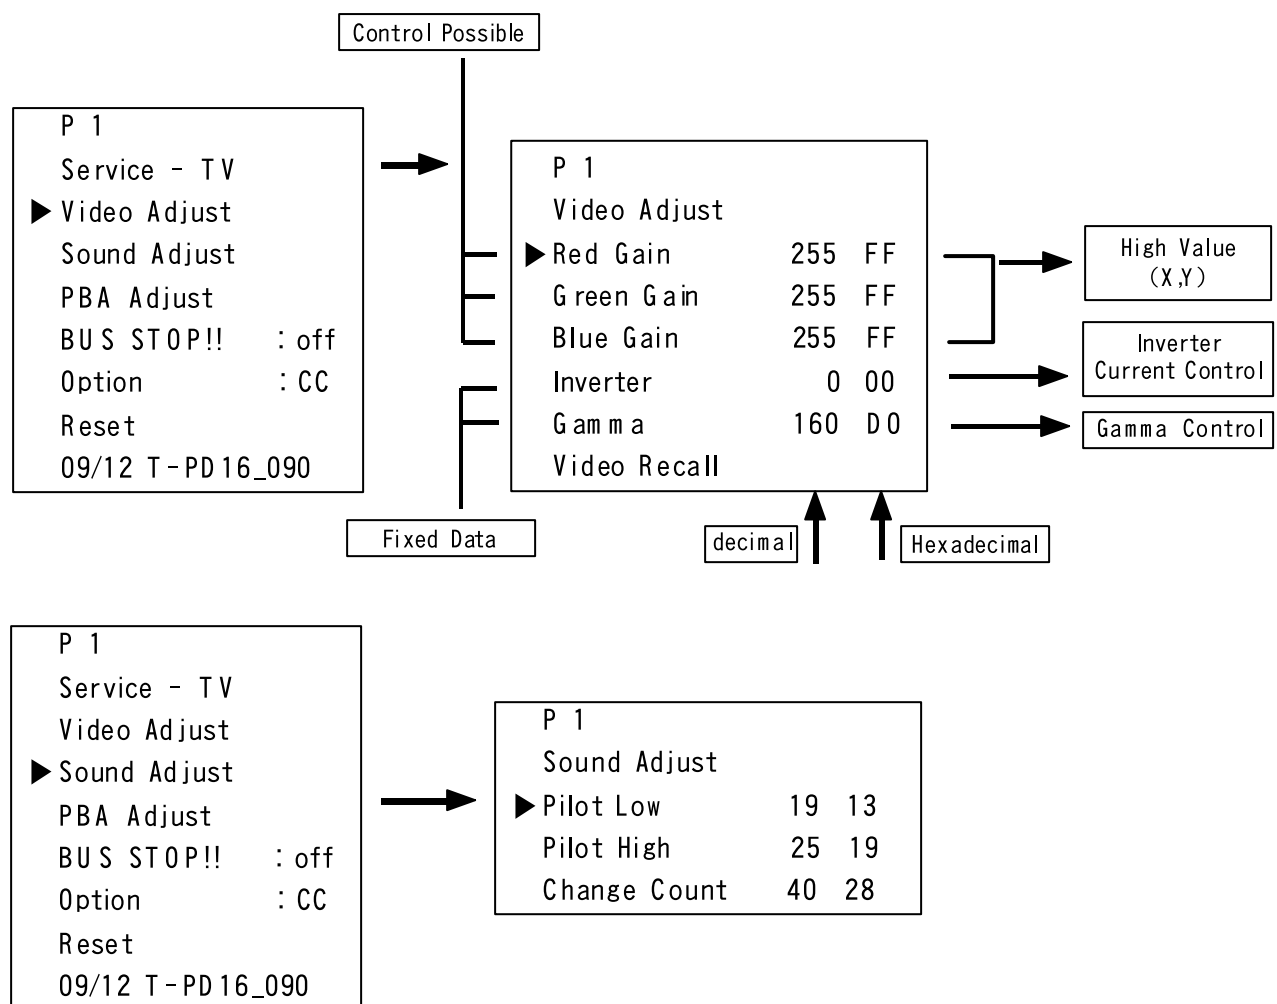 Control Possible
P 1
Service - TV
Video Adjust
Sound Adjust
PBA Adjust
BUS STOP!! : off
Option : CC
Reset
09/12 T-PD16_090
P 1
Video Adjust
Red Gain 255 FF
Green Gain 255 FF
Blue Gain 255 FF
Inverter 0 00
Gamma 160 D0
Video Recall
High Value
(X,Y)
Inverter
Current Control
Gamma Control
Fixed Data
decimal
Hexadecimal
P 1
Service - TV
Video Adjust
Sound Adjust
PBA Adjust
BUS STOP!! : off
Option : CC
Reset
09/12 T-PD16_090
P 1
Sound Adjust
Pilot Low 19 13
Pilot High 25 19
Change Count 40 28